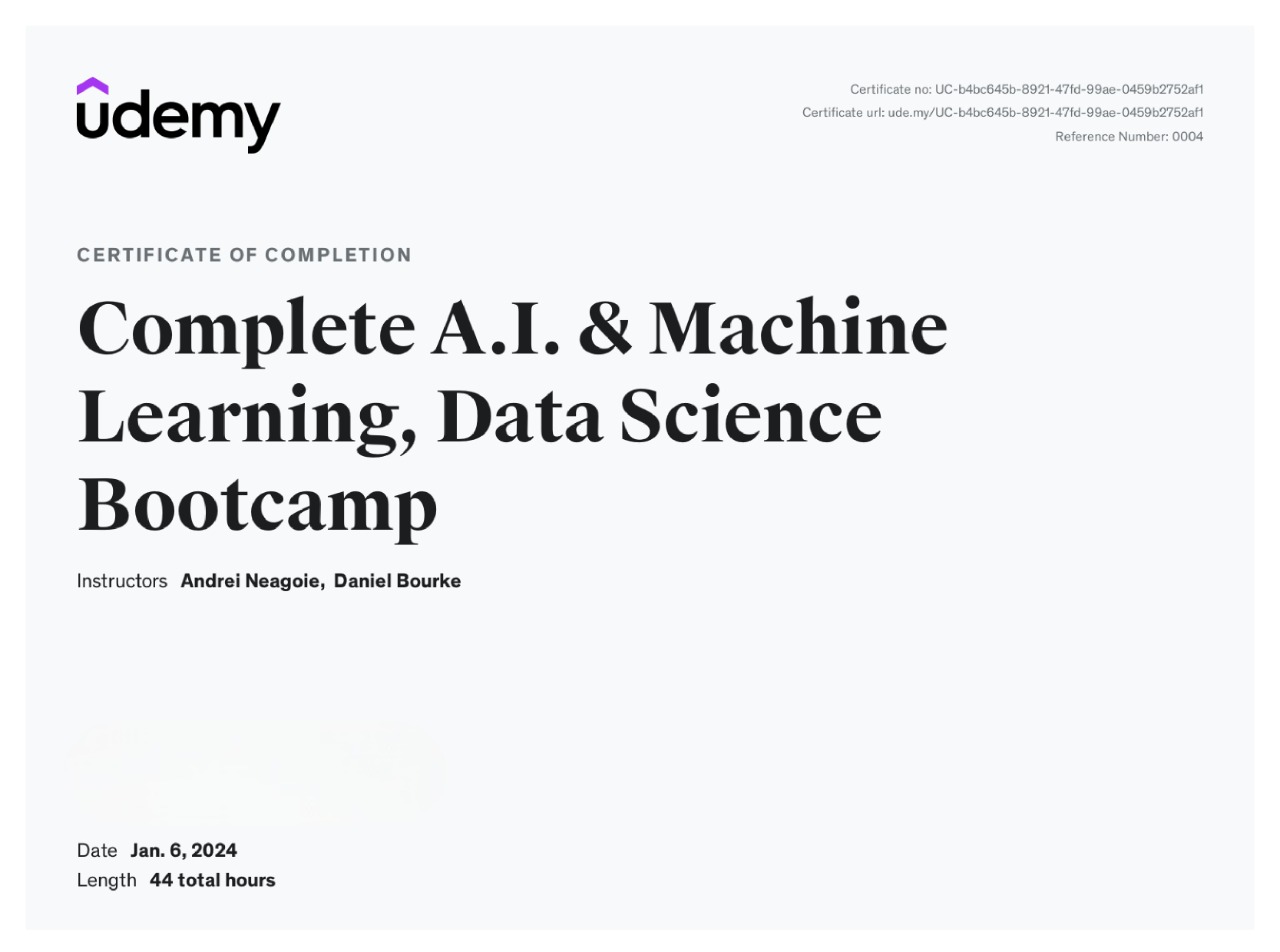 udemy
Certificate no: UC-b4bc645b-8921-47fd-99ae-0459b2752af1
Certificate url: ude.my/UC-b4bc645b-8921-47fd-99ae-0459b2752af1
Reference Number: 0004
CERTIFICATE OF COMPLETION
Complete A.I. & Machine
Learning, Data Science
Bootcamp
Instructors Andrei Neagoie, Daniel Bourke
Date Jan. 6, 2024
Length 44 total hours